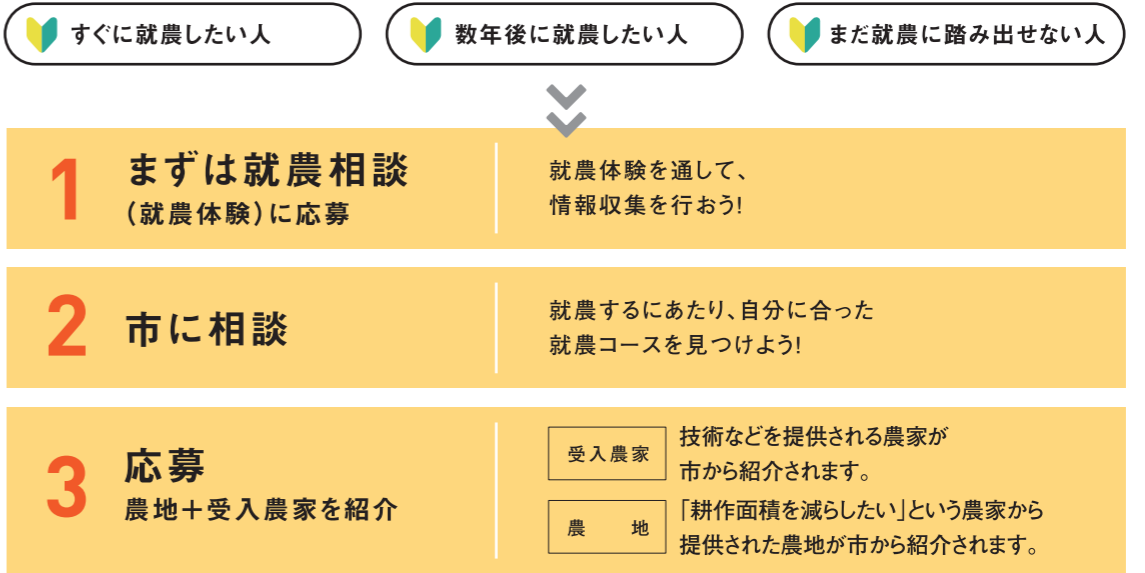 すぐに就農したい人
数年後に就農したい人
まだ就農に踏み出せない人
1
まずは就農相談
（就農体験）に応募
就農体験を通して、
情報収集を行おう!
2
市に相談
就農するにあたり、自分に合った
就農コースを見つけよう!
3
応募
農地＋受入農家を紹介
受入農家
技術などを提供される農家が
市から紹介されます。
農　地
「耕作面積を減らしたい」という農家から
提供された農地が市から紹介されます。